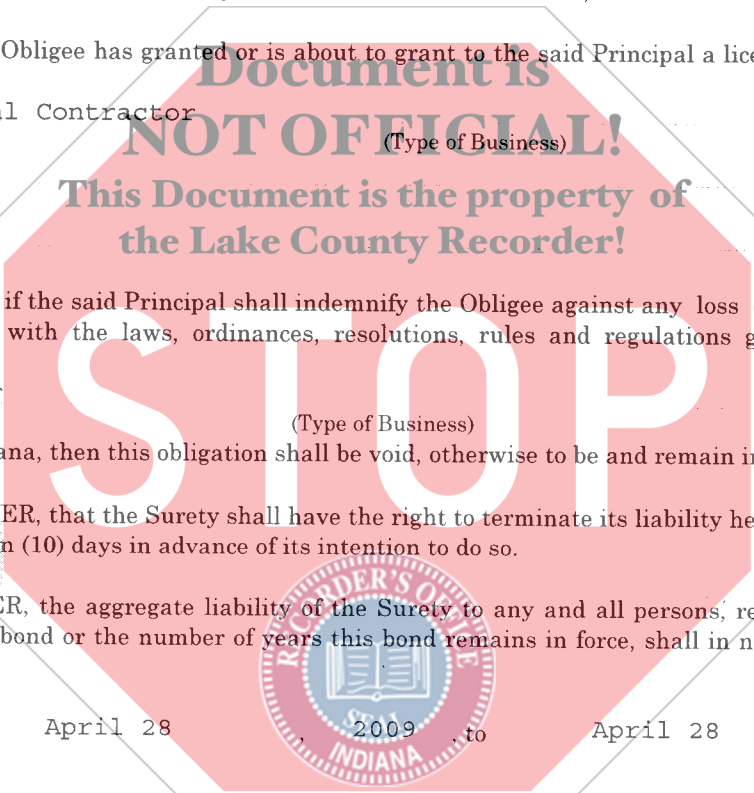 Document is
Obligee has granted or is about to grant to the said Principal a lice
al Contractor
NOT OFFICIAL!
(Type of Business)
This Document is the property of
the Lake County Recorder!
if the said Principal shall indemnify the Obligee against any loss
with the laws, ordinances, resolutions, rules and regulations g
STOP
(Type of Business)
ana, then this obligation shall be void, otherwise to be and remain in
ER, that the Surety shall have the right to terminate its liability he
n (10) days in advance of its intention to do so.
ER, the aggregate liability of the Surety to any and all persons, re
bond or the number of years this bond remains in force, shall in n
RECORDER'S OFFICE
SEAL
INDIANA
April 28 , 2009 , to April 28